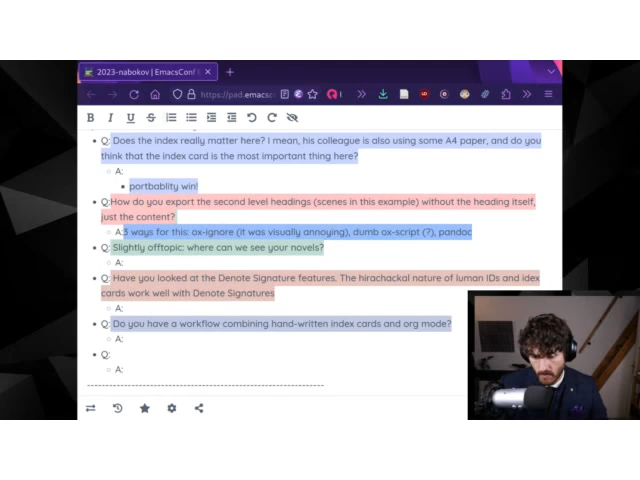 2023-nabokov | EmacsConf
https://pad.emacsc
Q: Does the index really matter here? I mean, his colleague is also using some A4 paper, and do you
think that the index card is the most important thing here?
A:
portbablity win!
Q:How do you export the second level headings (scenes in this example) without the heading itself,
just the content?
A:3 ways for this: ox-ignore (it was visually annoying), dumb ox-script (?), pandoc
Q: Slightly offtopic: where can we see your novels?
A:
Q: Have you looked at the Denote Signature features. The hirachackal nature of luman IDs and idex
cards work well with Denote Signatures
A:
Q: Do you have a workflow combining hand-written index cards and org mode?
A:
Q:
A: